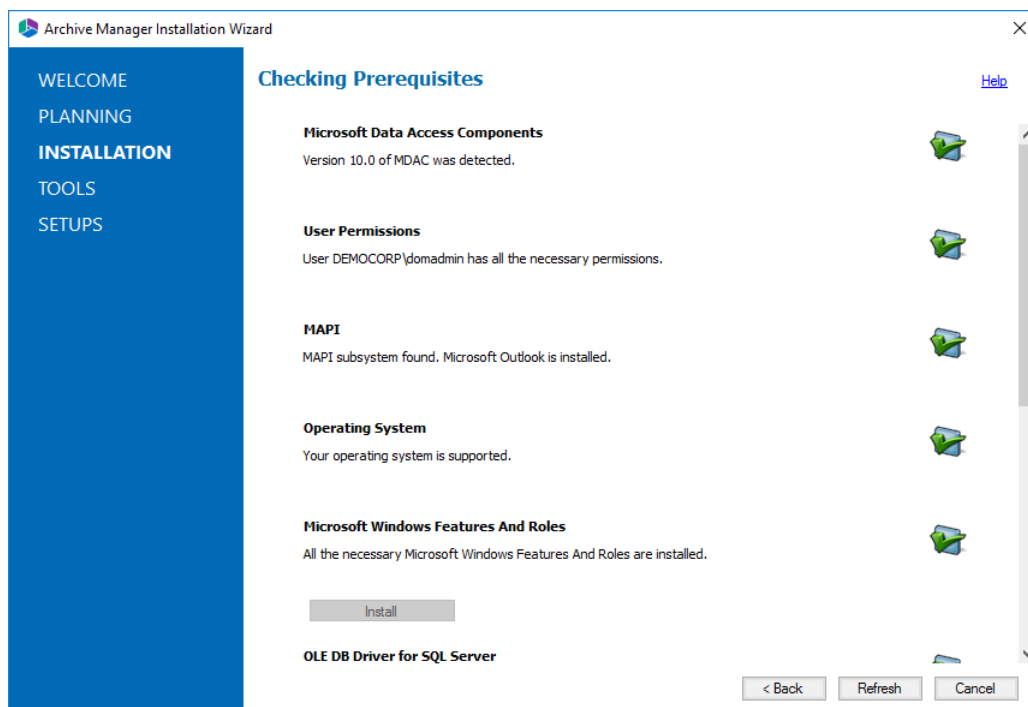 Archive Manager Installation Wizard
WELCOME
PLANNING
INSTALLATION
TOOLS
SETUPS
Checking Prerequisites
Help
Microsoft Data Access Components
Version 10.0 of MDAC was detected.
User Permissions
User DEMOCORP\domadmin has all the necessary permissions.
MAPI
MAPI subsystem found. Microsoft Outlook is installed.
Operating System
Your operating system is supported.
Microsoft Windows Features And Roles
All the necessary Microsoft Windows Features And Roles are installed.
Install
OLE DB Driver for SQL Server
< Back
Refresh
Cancel